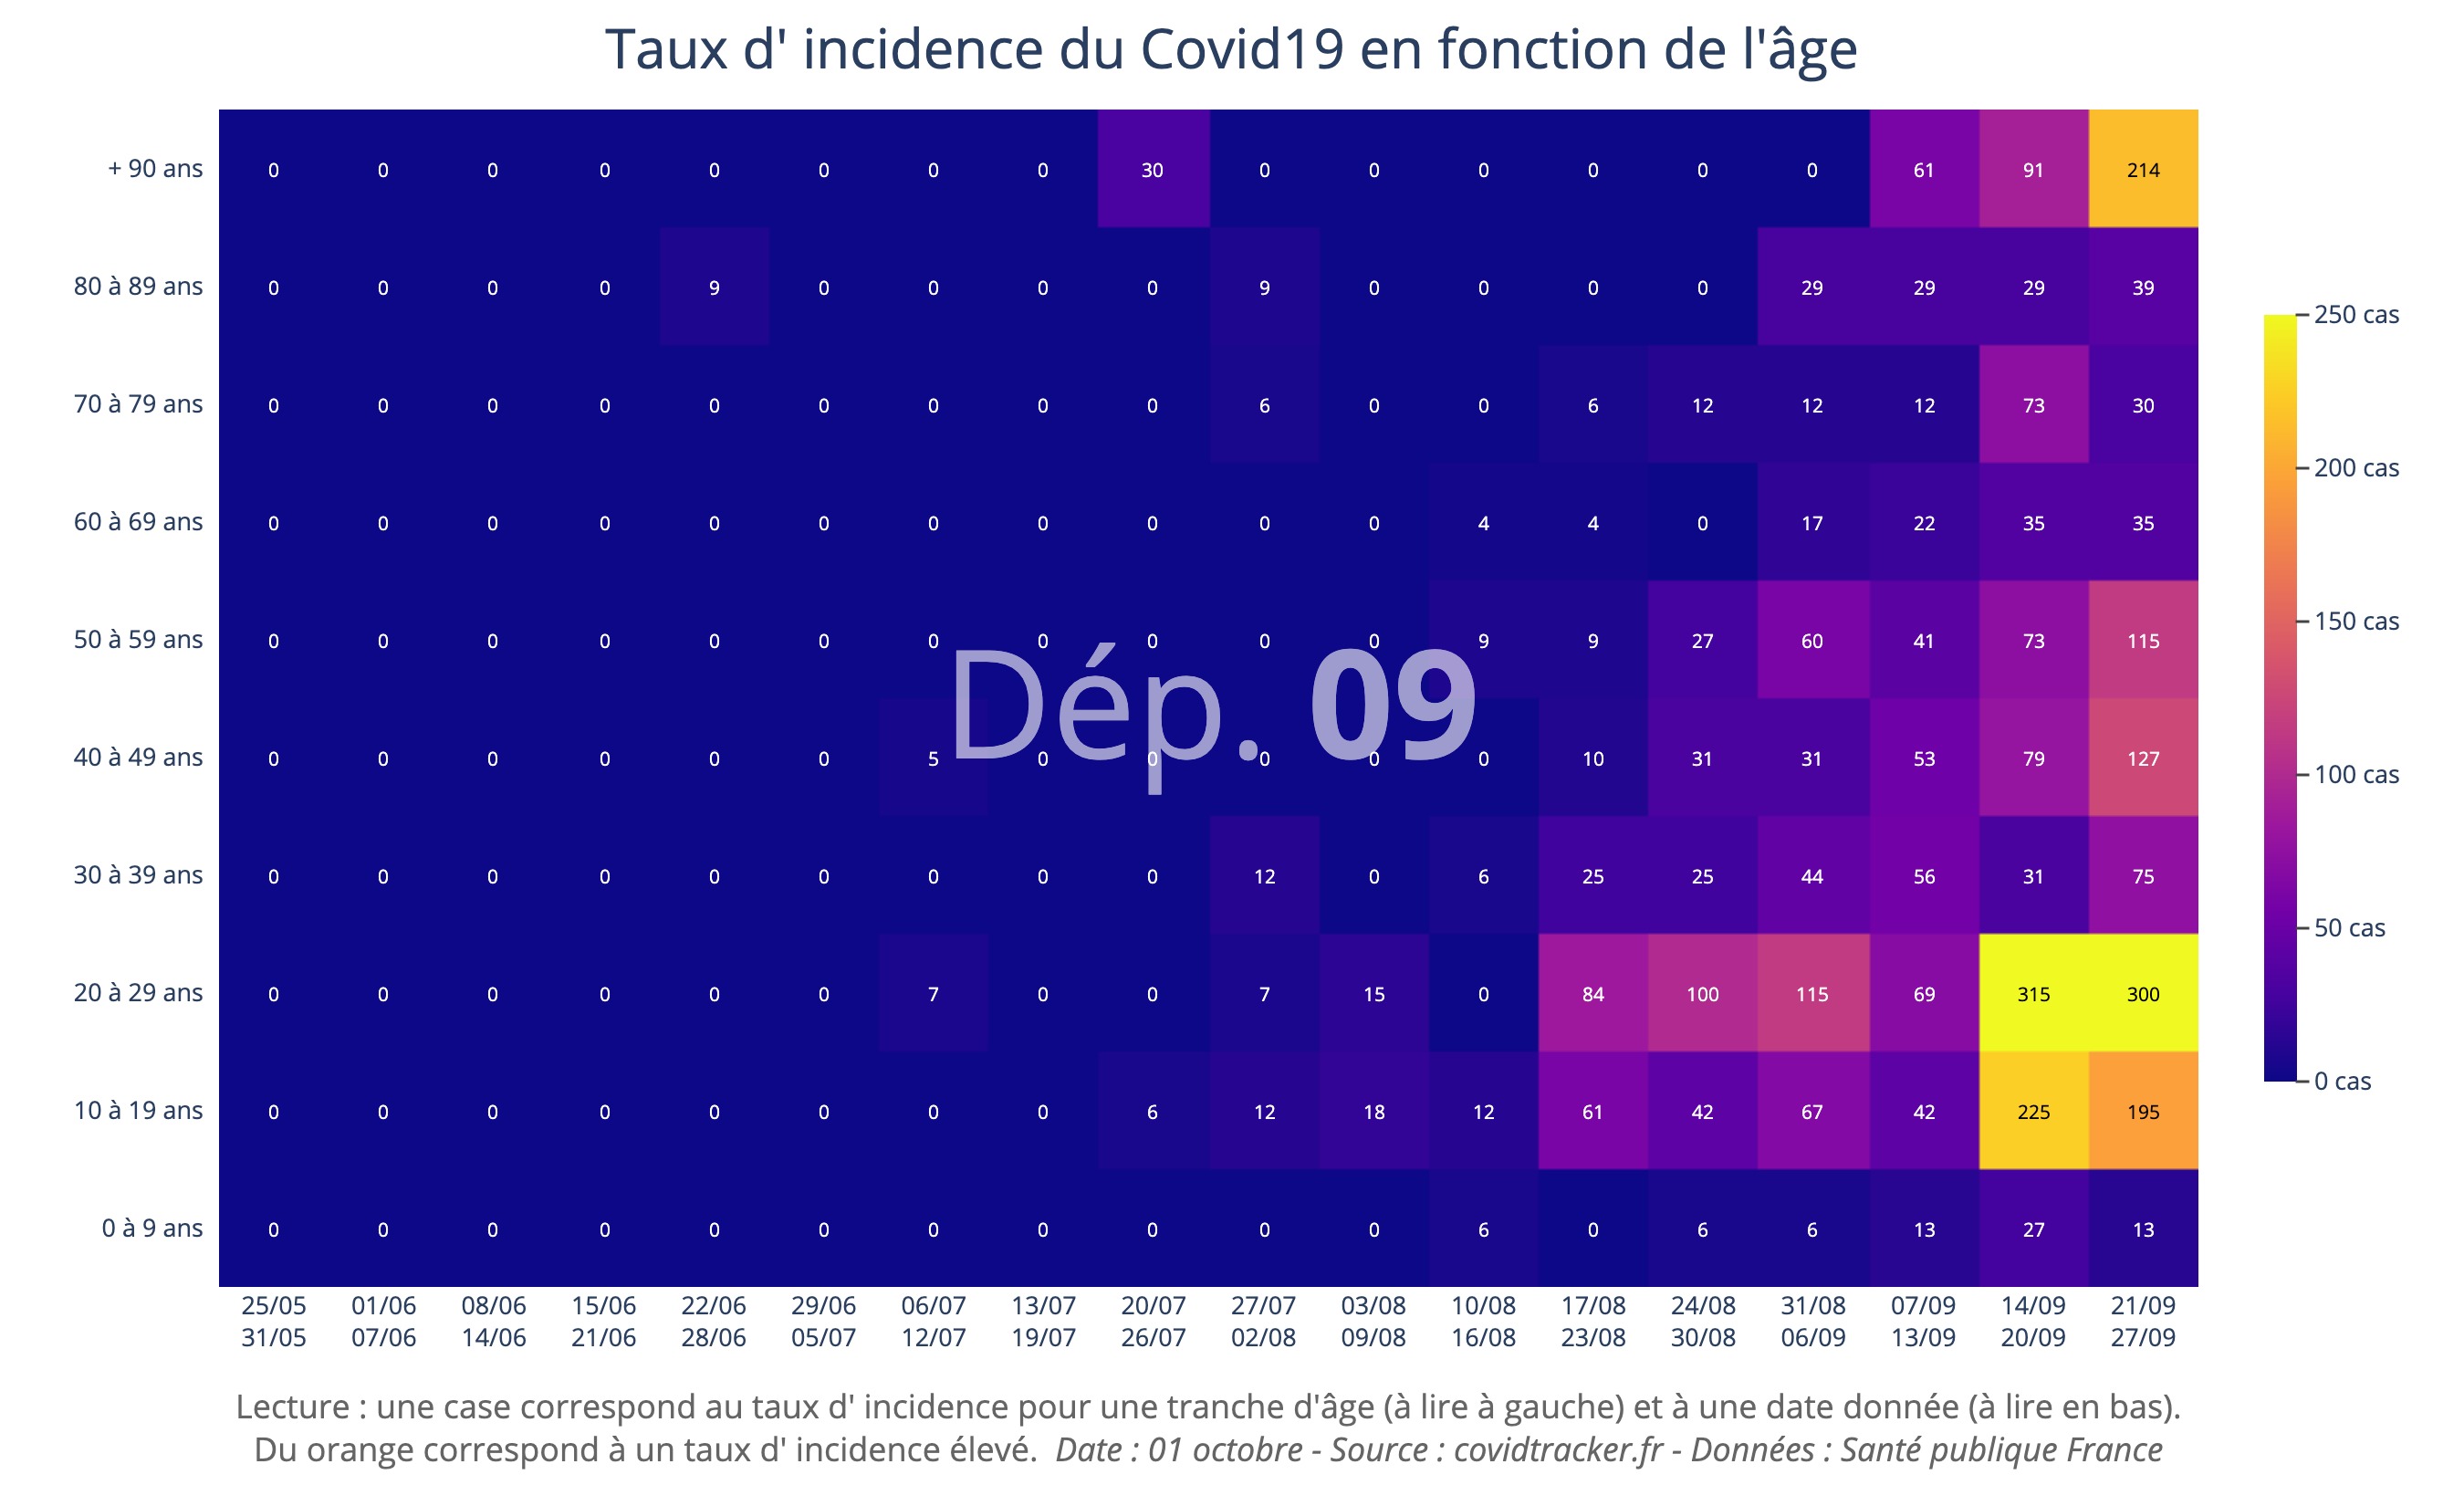 Taux d' incidence du Covid19 en fonction de l'âge
+ 90 ans 0 0 0 0 0 0 0 0 30 0 0 0 0 0 0 61 91 214
80 à 89 ans 0 0 0 0 9 0 0 0 0 9 0 0 0 0 29 29 29 39
70 à 79 ans 0 0 0 0 0 0 0 0 0 6 0 0 6 12 12 12 73 30
60 à 69 ans 0 0 0 0 0 0 0 0 0 0 0 4 4 0 17 22 35 35
50 à 59 ans 0 0 0 0 0 0 0 0 0 0 0 9 9 27 60 41 73 115
Dép. 09
40 à 49 ans 0 0 0 0 0 0 5 0 0 0 0 0 10 31 31 53 79 127
30 à 39 ans 0 0 0 0 0 0 0 0 0 12 0 6 25 25 44 56 31 75
20 à 29 ans 0 0 0 0 0 0 7 0 0 7 15 0 84 100 115 69 315 300
10 à 19 ans 0 0 0 0 0 0 0 0 6 12 18 12 61 42 67 42 225 195
0 à 9 ans 0 0 0 0 0 0 0 0 0 0 0 6 0 6 6 13 27 13
25/05 01/06 08/06 15/06 22/06 29/06 06/07 13/07 20/07 27/07 03/08 10/08 17/08 24/08 31/08 07/09 14/09 21/09
31/05 07/06 14/06 21/06 28/06 05/07 12/07 19/07 26/07 02/08 09/08 16/08 23/08 30/08 06/09 13/09 20/09 27/09
250 cas
200 cas
150 cas
100 cas
50 cas
0 cas
Lecture : une case correspond au taux d' incidence pour une tranche d'âge (à lire à gauche) et à une date donnée (à lire en bas).
Du orange correspond à un taux d' incidence élevé. Date : 01 octobre - Source : covidtracker.fr - Données : Santé publique France